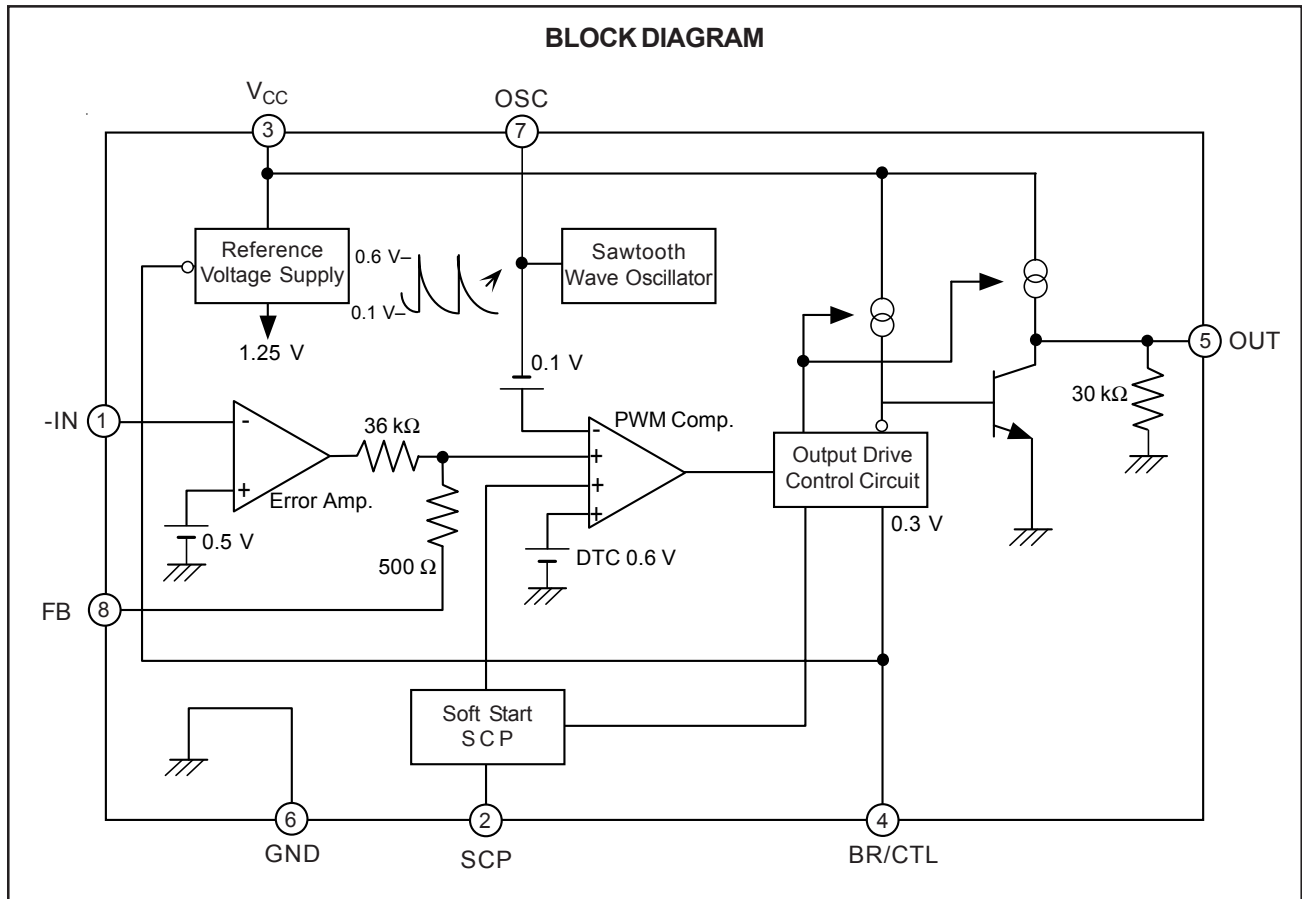 BLOCK DIAGRAM
VCC
OSC
3
7
Reference
Voltage Supply
0.6 V–
0.1 V–
Sawtooth
Wave Oscillator
1.25 V
0.1 V
5
OUT
30 kΩ
-IN
1
-
+
Error Amp.
36 kΩ
0.5 V
500 Ω
PWM Comp.
-
+
+
+
DTC 0.6 V
Output Drive
Control Circuit
0.3 V
FB
8
Soft Start
SCP
6
GND
2
SCP
4
BR/CTL